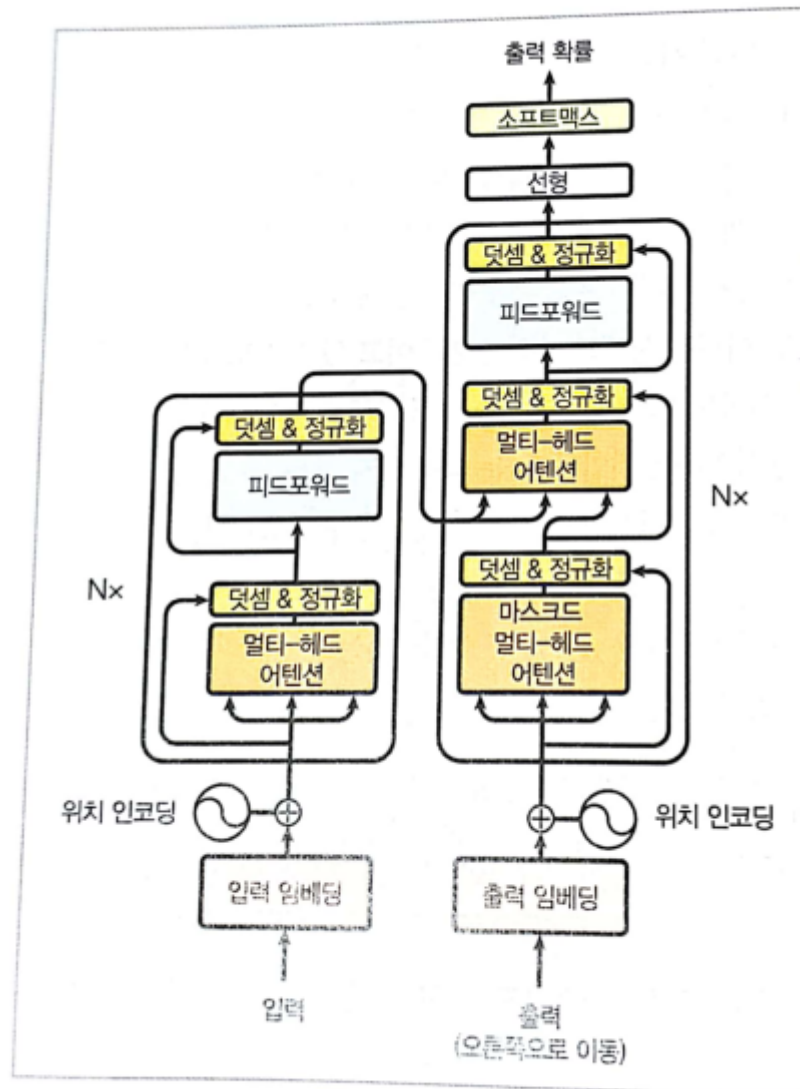 출력 확률
소프트맥스
선형
덧셈 & 정규화
피드포워드
덧셈 & 정규화
멀티-헤드
어텐션
Nx
덧셈 & 정규화
마스크드
멀티-헤드
어텐션
덧셈 & 정규화
피드포워드
Nx
덧셈 & 정규화
멀티-헤드
어텐션
위치 인코딩
위치 인코딩
입력 임베딩
출력 임베딩
입력
출력
(오른쪽으로 이동)